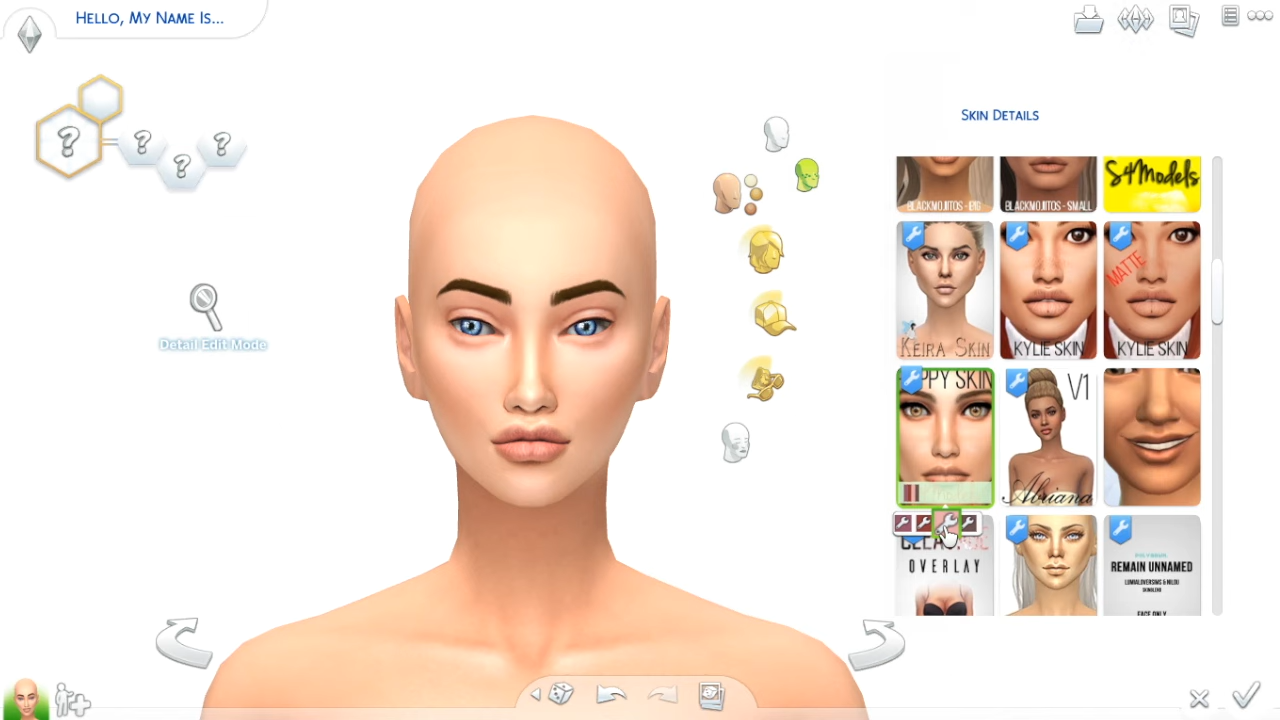 Hello, My Name Is...
Skin Details
Detail Edit Mode
BLACKMOJITOS - BIG
BLACKMOJITOS - SMALL
S4Models
KEIRA SKIN
KYLIE SKIN
MATTE
KYLIE SKIN
PPY SKIN
V1
Abriana
OVERLAY
REMAIN UNNAMED
FACE ONLY